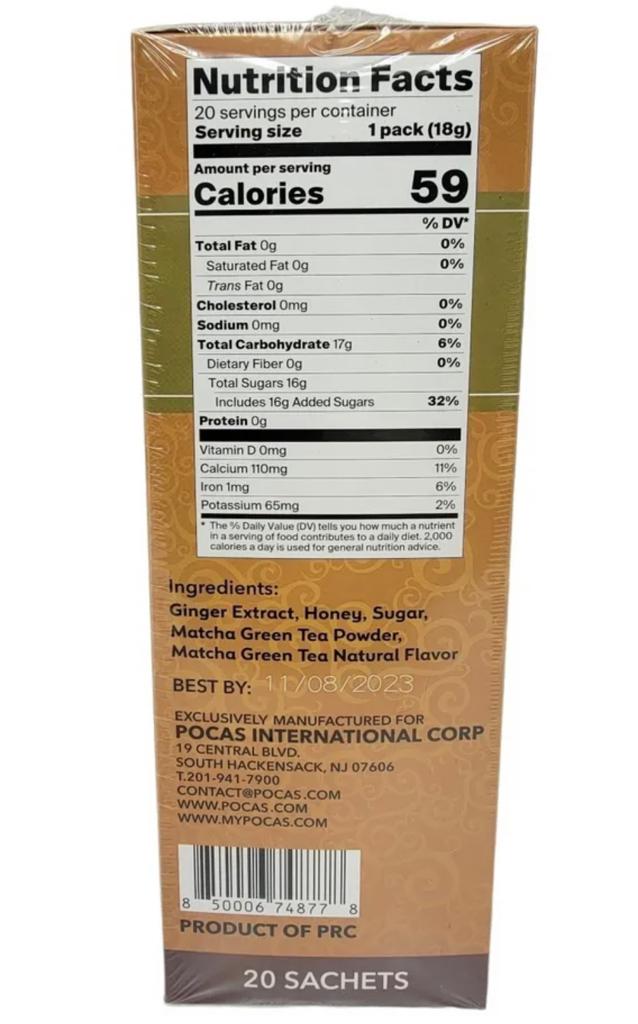 Nutrition Facts
20 servings per container
Serving size 1 pack (18g)
Amount per serving
Calories 59
% DV*
Total Fat 0g 0%
Saturated Fat 0g 0%
Trans Fat 0g
Cholesterol 0mg 0%
Sodium 0mg 0%
Total Carbohydrate 17g 6%
Dietary Fiber 0g 0%
Total Sugars 16g
Includes 16g Added Sugars 32%
Protein 0g
Vitamin D 0mg 0%
Calcium 110mg 11%
Iron 1mg 6%
Potassium 65mg 2%
* The % Daily Value (DV) tells you how much a nutrient
in a serving of food contributes to a daily diet. 2,000
calories a day is used for general nutrition advice.
Ingredients:
Ginger Extract, Honey, Sugar,
Matcha Green Tea Powder,
Matcha Green Tea Natural Flavor
BEST BY: 11/08/2023
EXCLUSIVELY MANUFACTURED FOR
POCAS INTERNATIONAL CORP
19 CENTRAL BLVD.
SOUTH HACKENSACK, NJ 07606
T.201-941-7900
CONTACT@POCAS.COM
WWW.POCAS.COM
WWW.MYPOCAS.COM
8 50006 74877 8
PRODUCT OF PRC
20 SACHETS